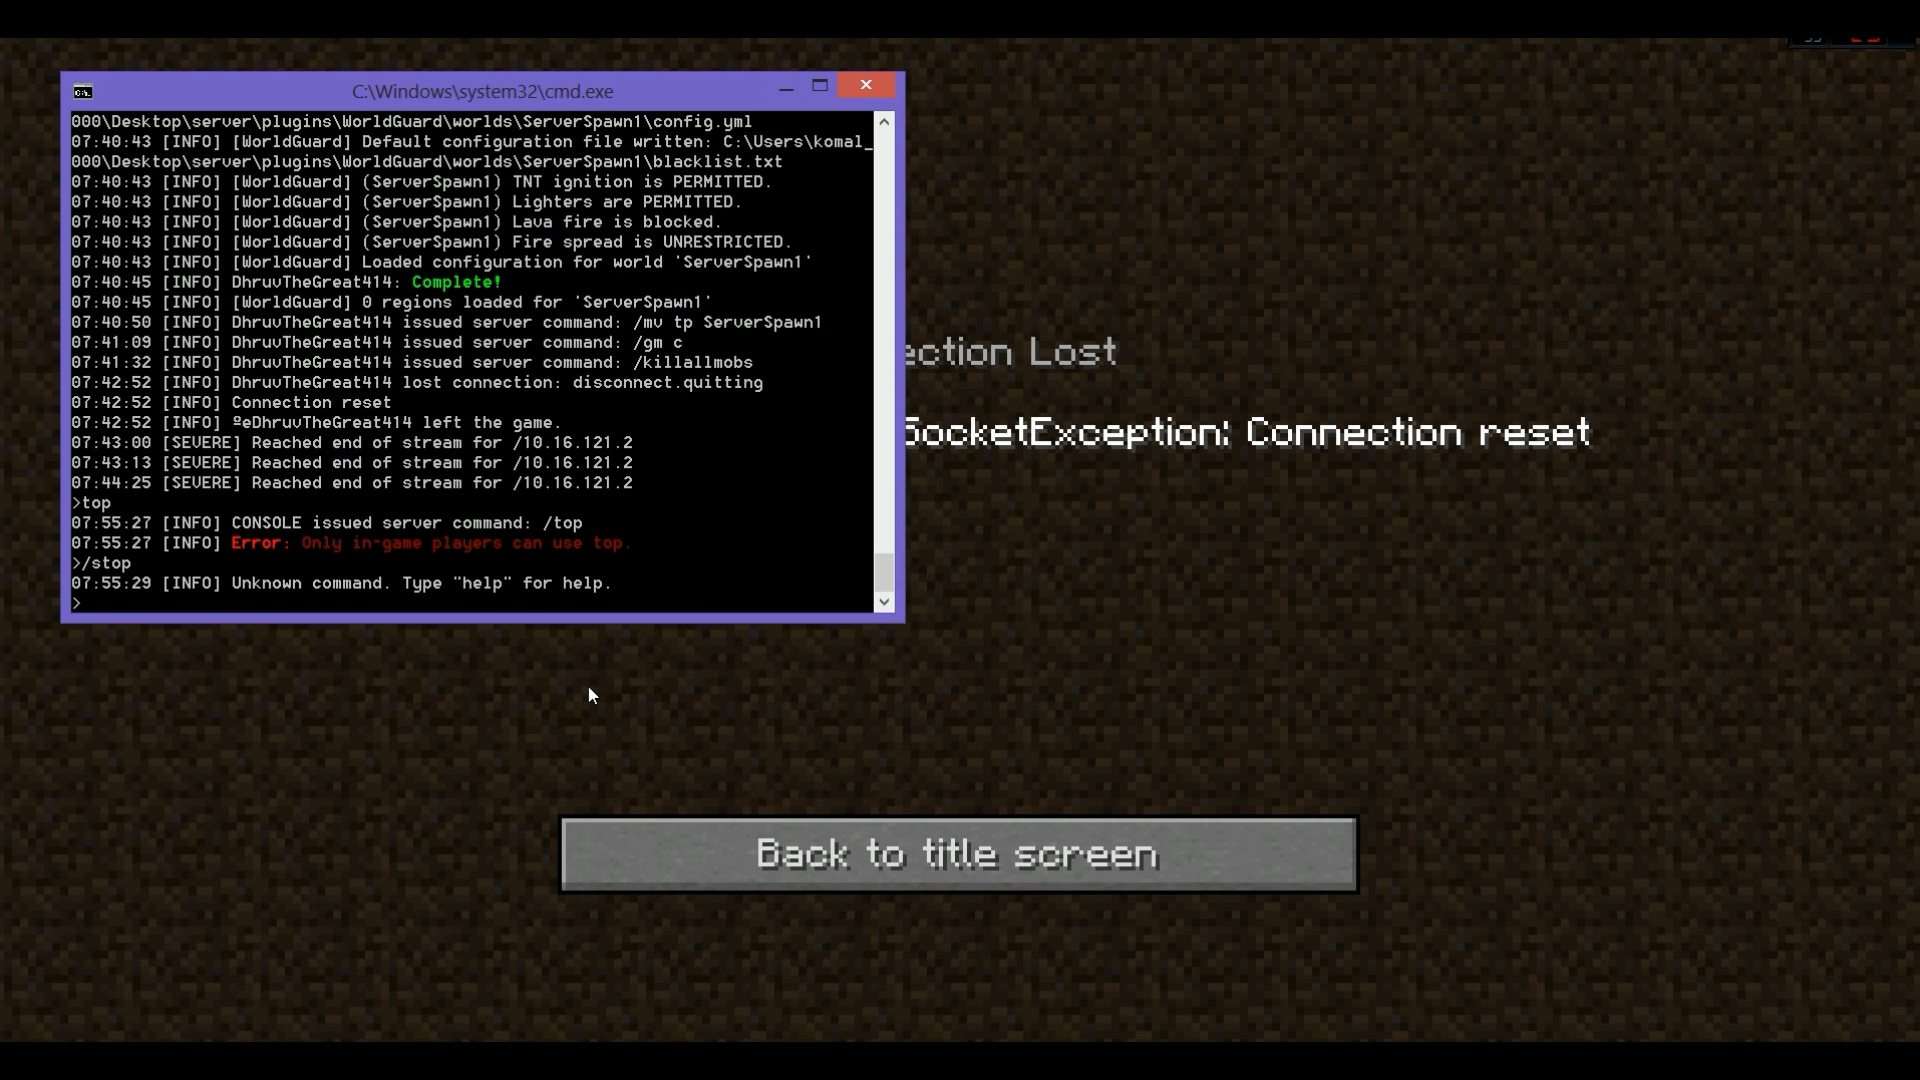 C:\Windows\system32\cmd.exe
000\Desktop\server\plugins\WorldGuard\worlds\ServerSpawn1\config.yml
07:40:43 [INFO] [WorldGuard] Default configuration file written: C:\Users\komal_
000\Desktop\server\plugins\WorldGuard\worlds\ServerSpawn1\blacklist.txt
07:40:43 [INFO] [WorldGuard] (ServerSpawn1) TNT ignition is PERMITTED.
07:40:43 [INFO] [WorldGuard] (ServerSpawn1) Lighters are PERMITTED.
07:40:43 [INFO] [WorldGuard] (ServerSpawn1) Lava fire is blocked.
07:40:43 [INFO] [WorldGuard] (ServerSpawn1) Fire spread is UNRESTRICTED.
07:40:43 [INFO] [WorldGuard] Loaded configuration for world 'ServerSpawn1'
07:40:45 [INFO] DhruvTheGreat414: Complete!
07:40:45 [INFO] [WorldGuard] 0 regions loaded for 'ServerSpawn1'
07:40:50 [INFO] DhruvTheGreat414 issued server command: /mv tp ServerSpawn1
07:41:09 [INFO] DhruvTheGreat414 issued server command: /gm c
07:41:32 [INFO] DhruvTheGreat414 issued server command: /killallmobs
07:42:52 [INFO] DhruvTheGreat414 lost connection: disconnect.quitting
07:42:52 [INFO] Connection reset
07:42:52 [INFO] ºeDhruvTheGreat414 left the game.
07:43:00 [SEVERE] Reached end of stream for /10.16.121.2
07:43:13 [SEVERE] Reached end of stream for /10.16.121.2
07:44:25 [SEVERE] Reached end of stream for /10.16.121.2
>top
07:55:27 [INFO] CONSOLE issued server command: /top
07:55:27 [INFO] Error: Only in-game players can use top.
>/stop
07:55:29 [INFO] Unknown command. Type "help" for help.
>
ection Lost
SocketException: Connection reset
Back to title screen